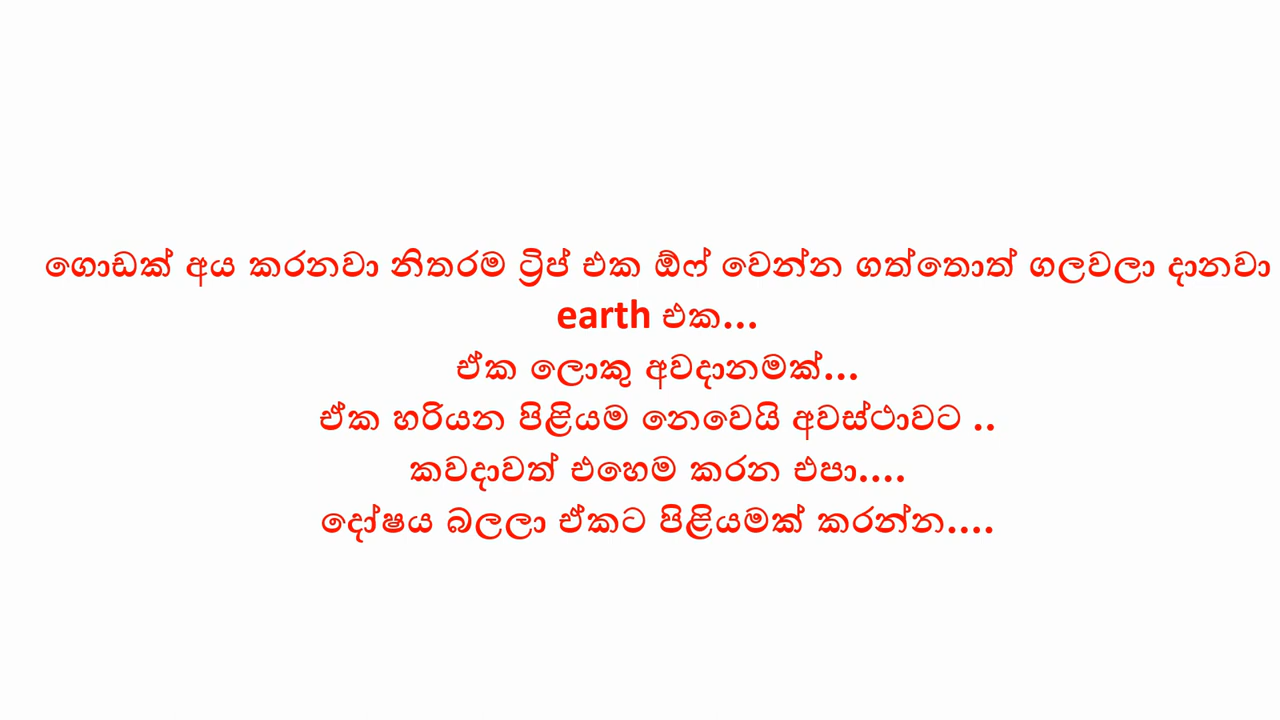 ගොඩක් අය කරනවා නිතරම ට්‍රිප් එක ඕෆ් වෙන්න ගත්තොත් ගලවලා දානවා
earth එක...
ඒක ලොකු අවදානමක්...
ඒක හරියන පිළියම නෙවෙයි අවස්ථාවට ..
කවදාවත් එහෙම කරන එපා....
දෝෂය බලලා ඒකට පිළියමක් කරන්න....